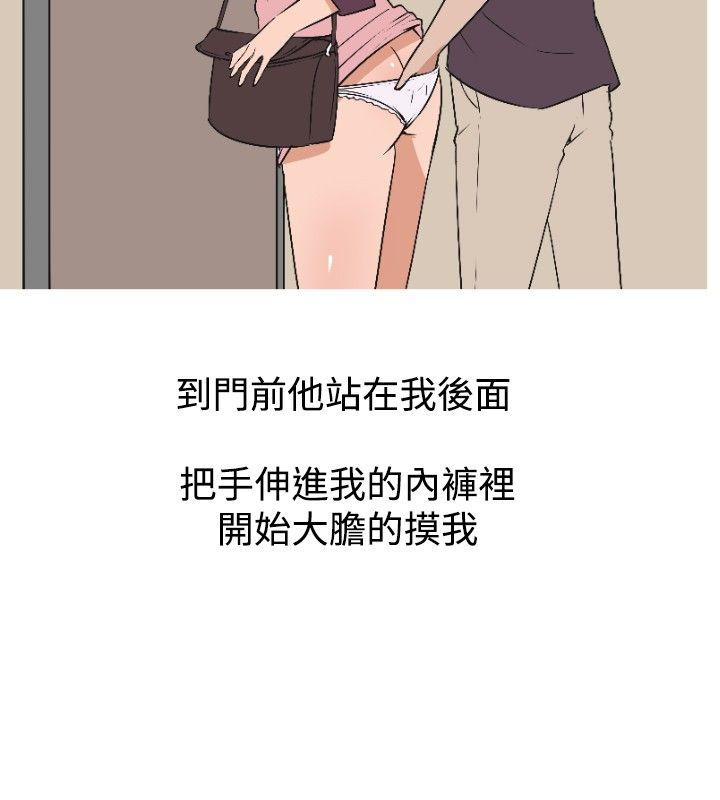 到門前他站在我後面
把手伸進我的內褲裡
開始大膽的摸我